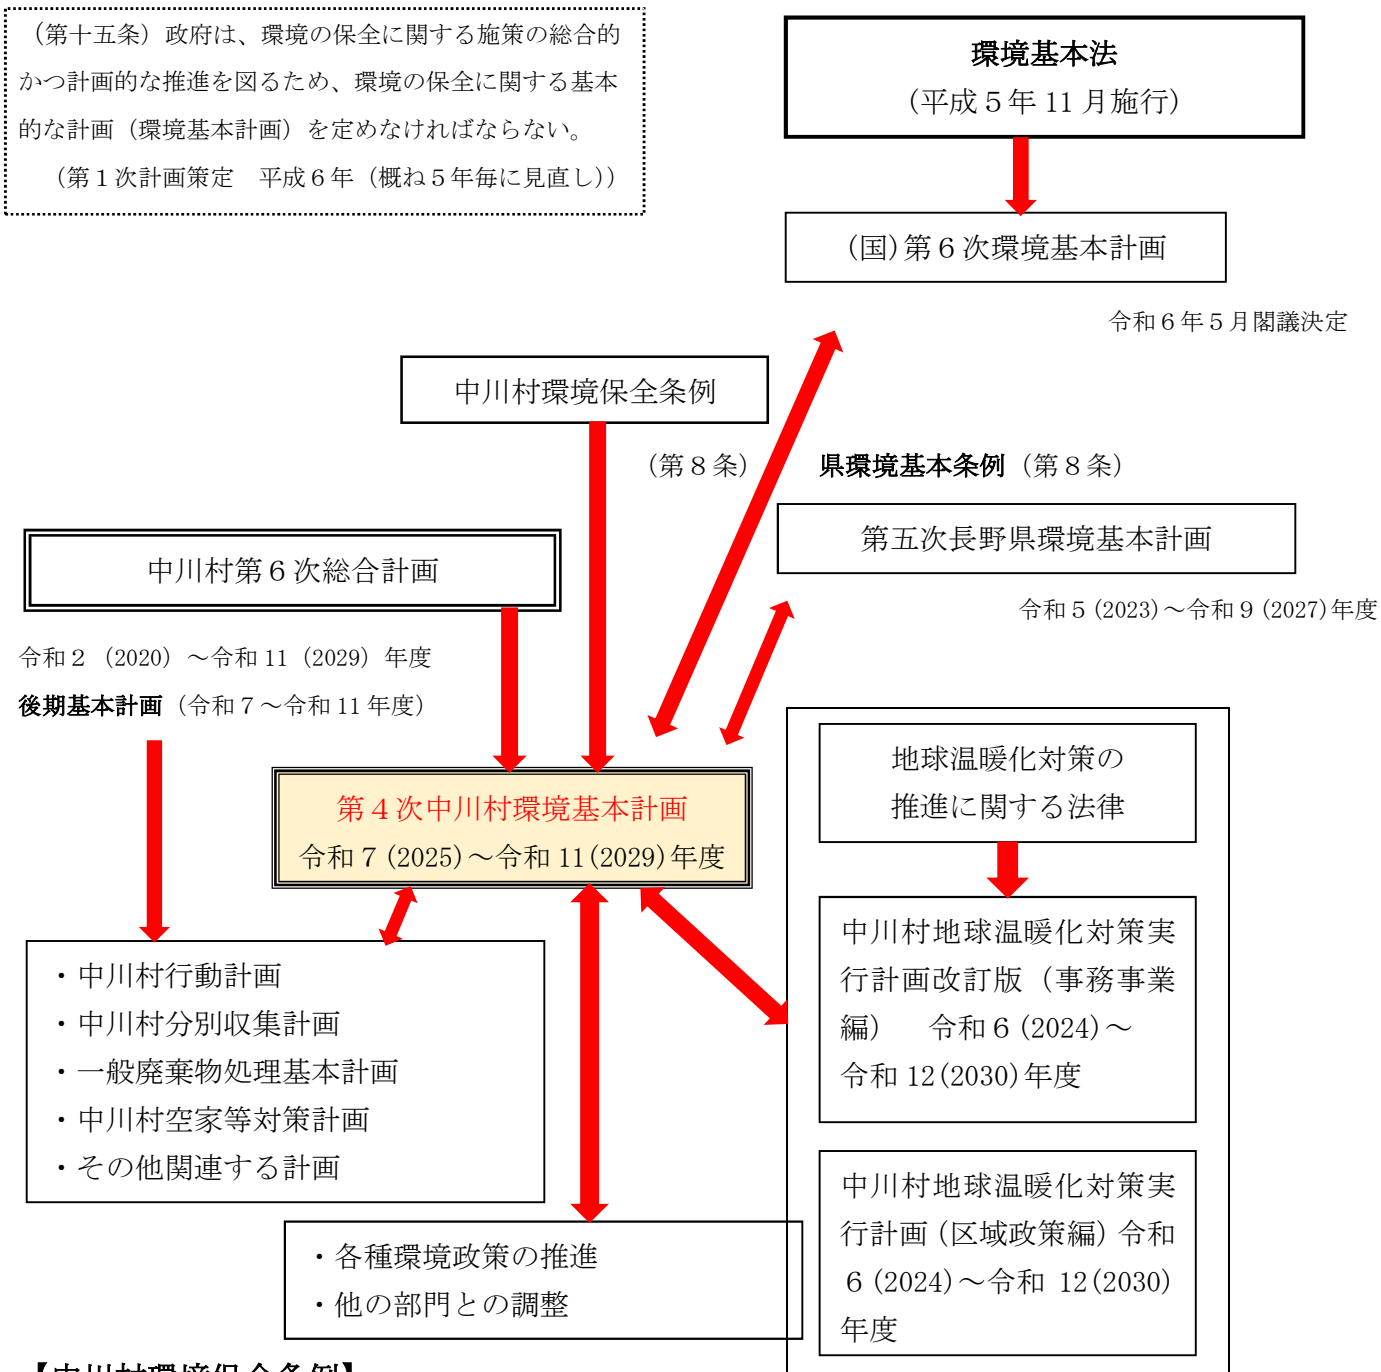 （第十五条）政府は、環境の保全に関する施策の総合的
かつ計画的な推進を図るため、環境の保全に関する基本
的な計画（環境基本計画）を定めなければならない。
（第１次計画策定　平成６年（概ね５年毎に見直し））
環境基本法
（平成５年 11 月施行）
（国）第６次環境基本計画
令和６年５月閣議決定
中川村環境保全条例
（第８条）
県環境基本条例（第８条）
第五次長野県環境基本計画
令和５(2023)～令和９(2027)年度
中川村第６次総合計画
令和２（2020）～令和 11（2029）年度
後期基本計画（令和７～令和 11 年度）
第４次中川村環境基本計画
令和７(2025)～令和 11(2029)年度
地球温暖化対策の
推進に関する法律
中川村地球温暖化対策実
行計画改訂版（事務事業
編）　令和６(2024)～
令和 12(2030)年度
・中川村行動計画
・中川村分別収集計画
・一般廃棄物処理基本計画
・中川村空家等対策計画
・その他関連する計画
中川村地球温暖化対策実
行計画（区域政策編）令和
６(2024)～令和 12(2030)
年度
・各種環境政策の推進
・他の部門との調整
【中川村環境保全条例】